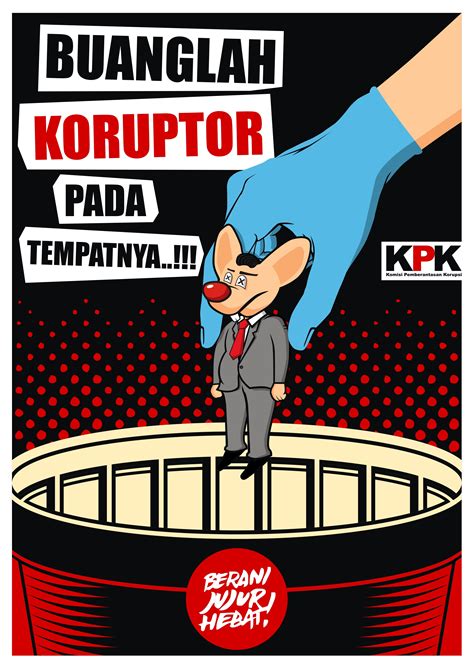 BUANGLAH
KORUPTOR
PADA
TEMPATNYA..!!!
KPK
Komisi Pemberantasan Korupsi
BERANI
JUJUR
HEBAT!